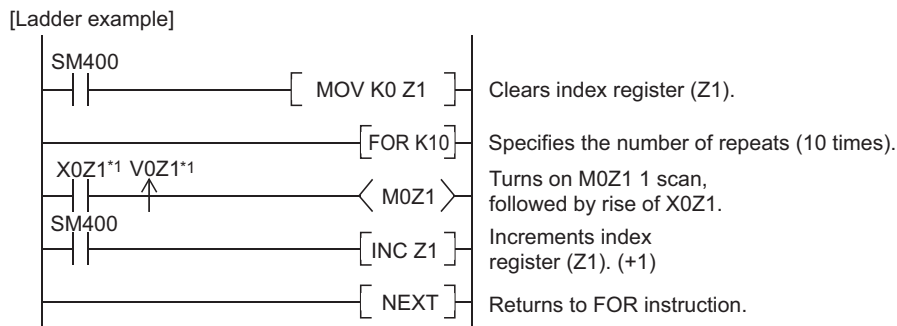 [Ladder example]
SM400
MOV K0 Z1 Clears index register (Z1).
FOR K10 Specifies the number of repeats (10 times).
X0Z1*1 V0Z1*1
M0Z1 Turns on M0Z1 1 scan,
followed by rise of X0Z1.
SM400
INC Z1 Increments index
register (Z1). (+1)
NEXT Returns to FOR instruction.